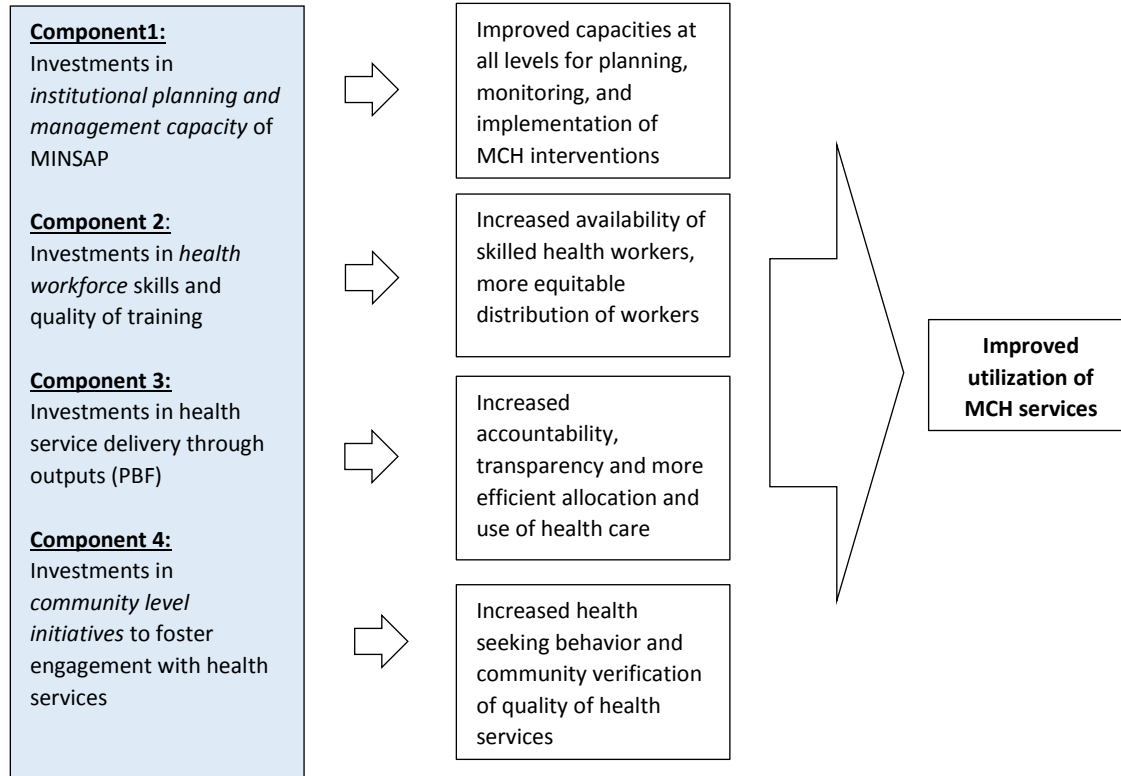 Component1:
Investments in
institutional planning and
management capacity of
MINSAP
Component 2:
Investments in health
workforce skills and
quality of training
Component 3:
Investments in health
service delivery through
outputs (PBF)
Component 4:
Investments in
community level
initiatives to foster
engagement with health
services
Improved capacities at
all levels for planning,
monitoring, and
implementation of
MCH interventions
Increased availability of
skilled health workers,
more equitable
distribution of workers
Increased
accountability,
transparency and more
efficient allocation and
use of health care
Increased health
seeking behavior and
community verification
of quality of health
services
Improved
utilization of
MCH services